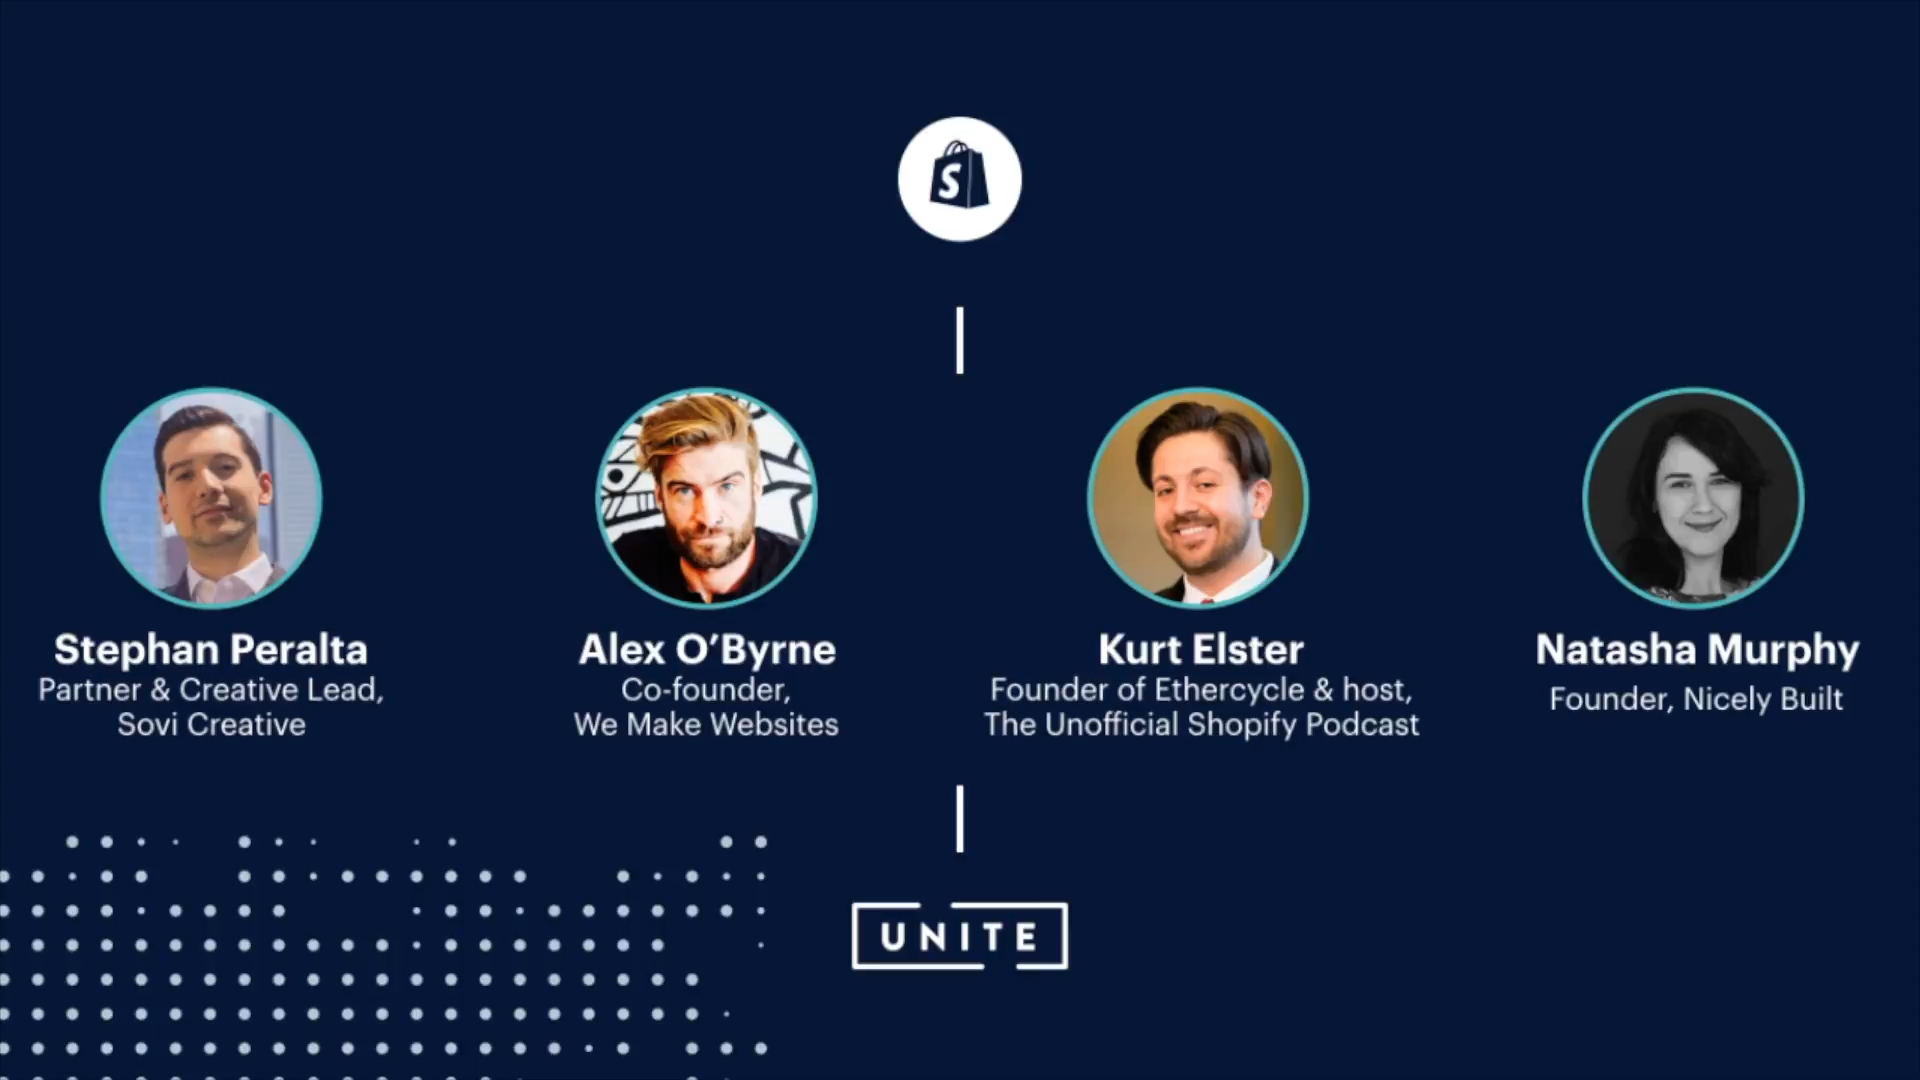 S
Stephan Peralta
Partner & Creative Lead,
Sovi Creative
Alex O’Byrne
Co-founder,
We Make Websites
Kurt Elster
Founder of Ethercycle & host,
The Unofficial Shopify Podcast
Natasha Murphy
Founder, Nicely Built
UNITE